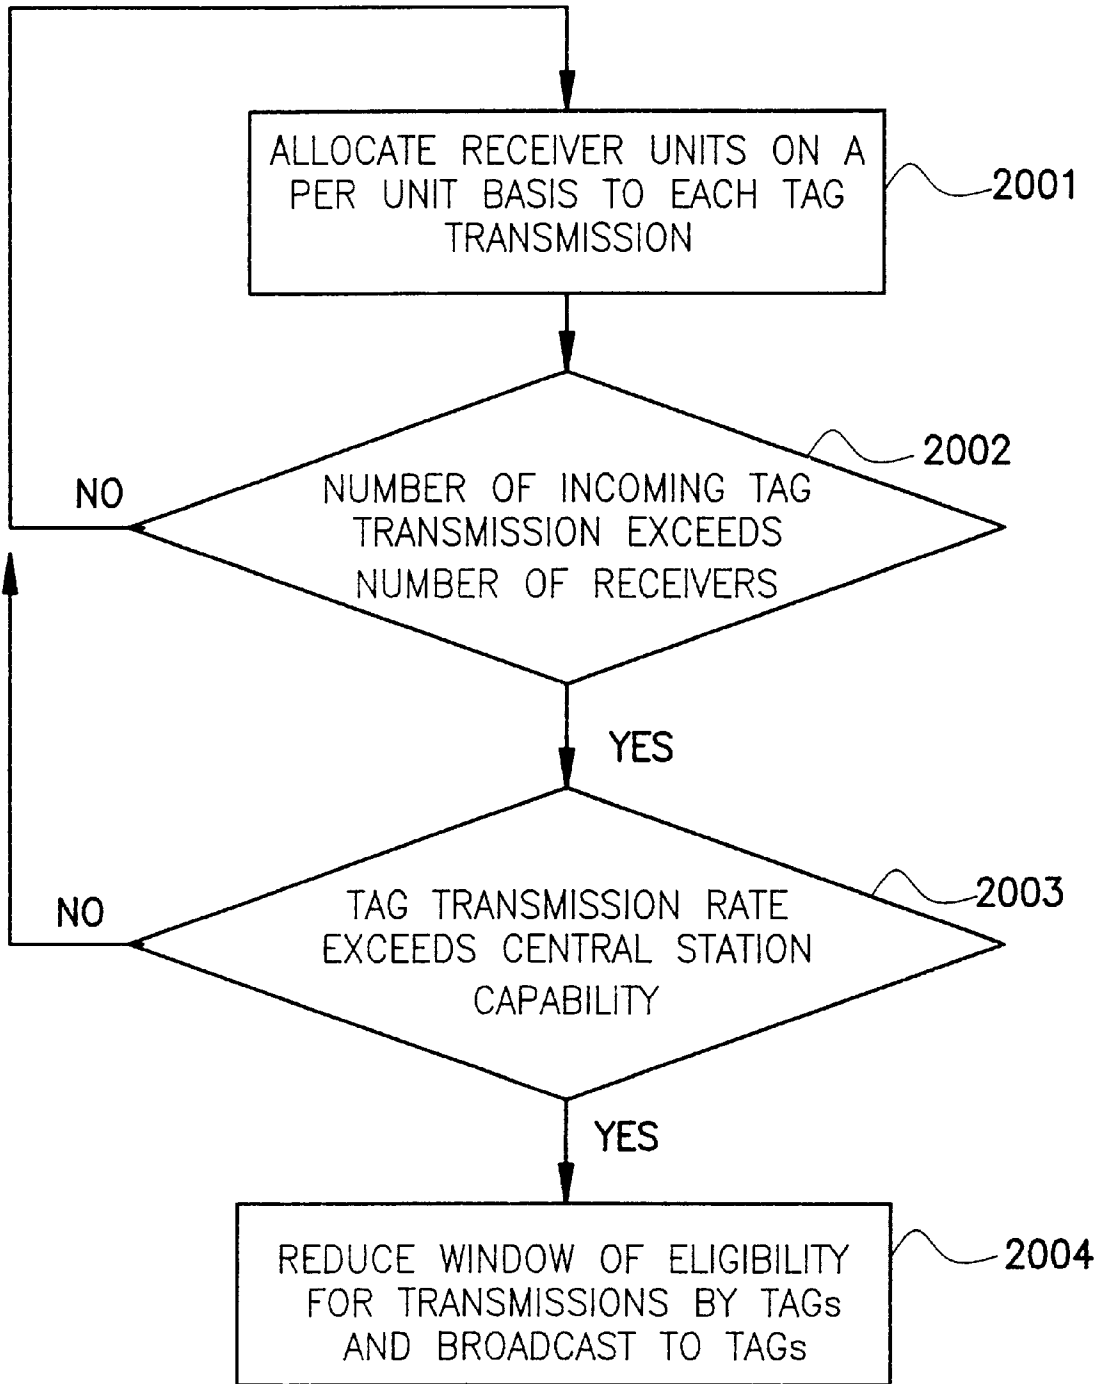 ALLOCATE RECEIVER UNITS ON A
PER UNIT BASIS TO EACH TAG
TRANSMISSION
2001
2002
NUMBER OF INCOMING TAG
TRANSMISSION EXCEEDS
NUMBER OF RECEIVERS
NO
YES
2003
TAG TRANSMISSION RATE
EXCEEDS CENTRAL STATION
CAPABILITY
NO
YES
2004
REDUCE WINDOW OF ELIGIBILITY
FOR TRANSMISSIONS BY TAGs
AND BROADCAST TO TAGs